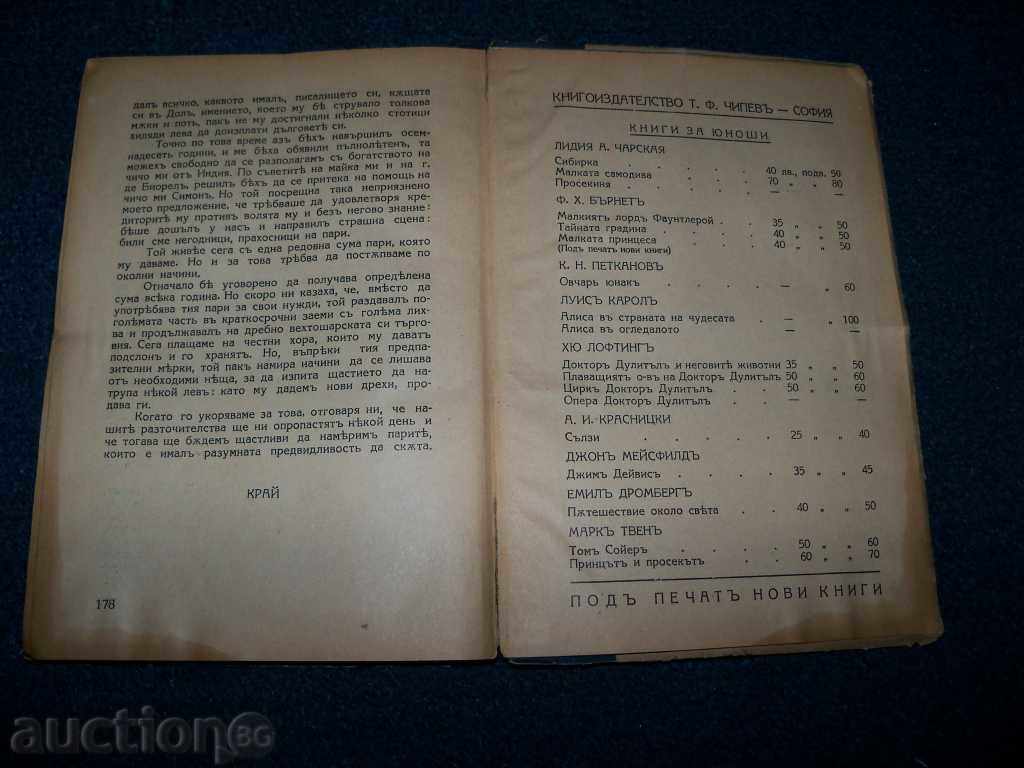 далъ всичко, каквото ималъ, писалището си, кѫщате
си въ Долъ, имението, което му бѣ струвало толкова
мѫки и потъ, пакъ не му достигнали нѣколко стотици
хиляди лева да доизплати дълговетѣ си.
Точно по това време азъ бѣхъ навършилъ осем-
надесеть години, и ме бѣха обявили пълнолѣтенъ, та
можехъ свободно да се разполагамъ съ богатството на
чичо ми отъ Индия. По съветитѣ на майка ми и на г.
де Биорелъ, решилъ бѣхъ да се притека на помощь на
чичо ми Симонъ. Но той посрещна така неприязнено
моето предложение, че трѣбваше да удовлетворя кре-
диторитѣ му противъ волята му и безъ негово знание:
бѣше дошълъ у насъ и направилъ страшна сцена:
били сме негодници, прахосници на пари.
Той живѣе сега съ една редовна сума пари, която
му даваме. Но и за това трѣбва да постѫпваме по
околни начини.
Отначало бѣ уговорено да получава опредѣлена
сума всѣка година. Но скоро ни казаха, че, вмѣсто да
употрѣбява тия пари за свои нужди, той раздавалъ по-
голѣмата часть въ краткосрочни заеми съ голѣма лих-
ва и продължавалъ на дребно вехтошарската си търго-
вия. Сега плащаме на честни хора, които му даватъ
подслонъ и го хранятъ. Но, въпрѣки тия предпа-
зителни мѣрки, той пакъ намира начини да се лишава
отъ необходими нѣща, за да изпита щастието да на-
трупа нѣкой левъ: като му дадемъ нови дрехи, про-
дава ги.
Когато го укоряваме за това, отговаря ни, че на-
шитѣ разточителства ще ни опропастятъ нѣкой день и
че тогава ще бѫдемъ щастливи да намѣримъ паритѣ,
които е ималъ разумната предвидливость да скѫта.
КРАЙ
178
КНИГОИЗДАТЕЛСТВО Т. Ф. ЧИПЕВЪ — СОФИЯ
КНИГИ ЗА ЮНОШИ
ЛИДИЯ А. ЧАРСКАЯ
Сибирка . . . . . 40 лв., подв. 50
Малката самодива . . . . 70 „ „ 80
Просекиня . . . . . — —
Ф. Х. БЪРНЕТЪ
Малкиятъ лордъ Фаунтлерой . . 35 „ „ 50
Тайната градина . . . . 40 „ „ 50
Малката принцеса . . . . 40 „ „ 50
(Подъ печатъ нови книги)
К. Н. ПЕТКАНОВЪ
Овчарь юнакъ . . . . — „ 60
ЛУИСЪ КАРОЛЪ
Алиса въ страната на чудесата . — „ 100
Алиса въ огледалото . . — —
ХЮ ЛОФТИНГЪ
Докторъ Дулитълъ и неговитѣ животни 35 „ „ 50
Плаващиятъ о-въ на Докторъ Дулитълъ 50 „ „ 60
Циркъ Докторъ Дулитълъ . . 50 „ „ 60
Опера Докторъ Дулитълъ . . — —
А. И. КРАСНИЦКИ
Сълзи . . . . . 25 „ „ 40
ДЖОНЪ МЕЙСФИЛДЪ
Джимъ Дейвисъ . . . . 35 „ „ 45
ЕМИЛЪ ДРОМБЕРГЪ
Пѫтешествие около свѣта . . 40 „ „ 50
МАРКЪ ТВЕНЪ
Томъ Сойеръ . . . . 50 „ „ 60
Принцътъ и просекътъ . . 60 „ „ 70
ПОДЪ ПЕЧАТЪ НОВИ КНИГИ
auction BG